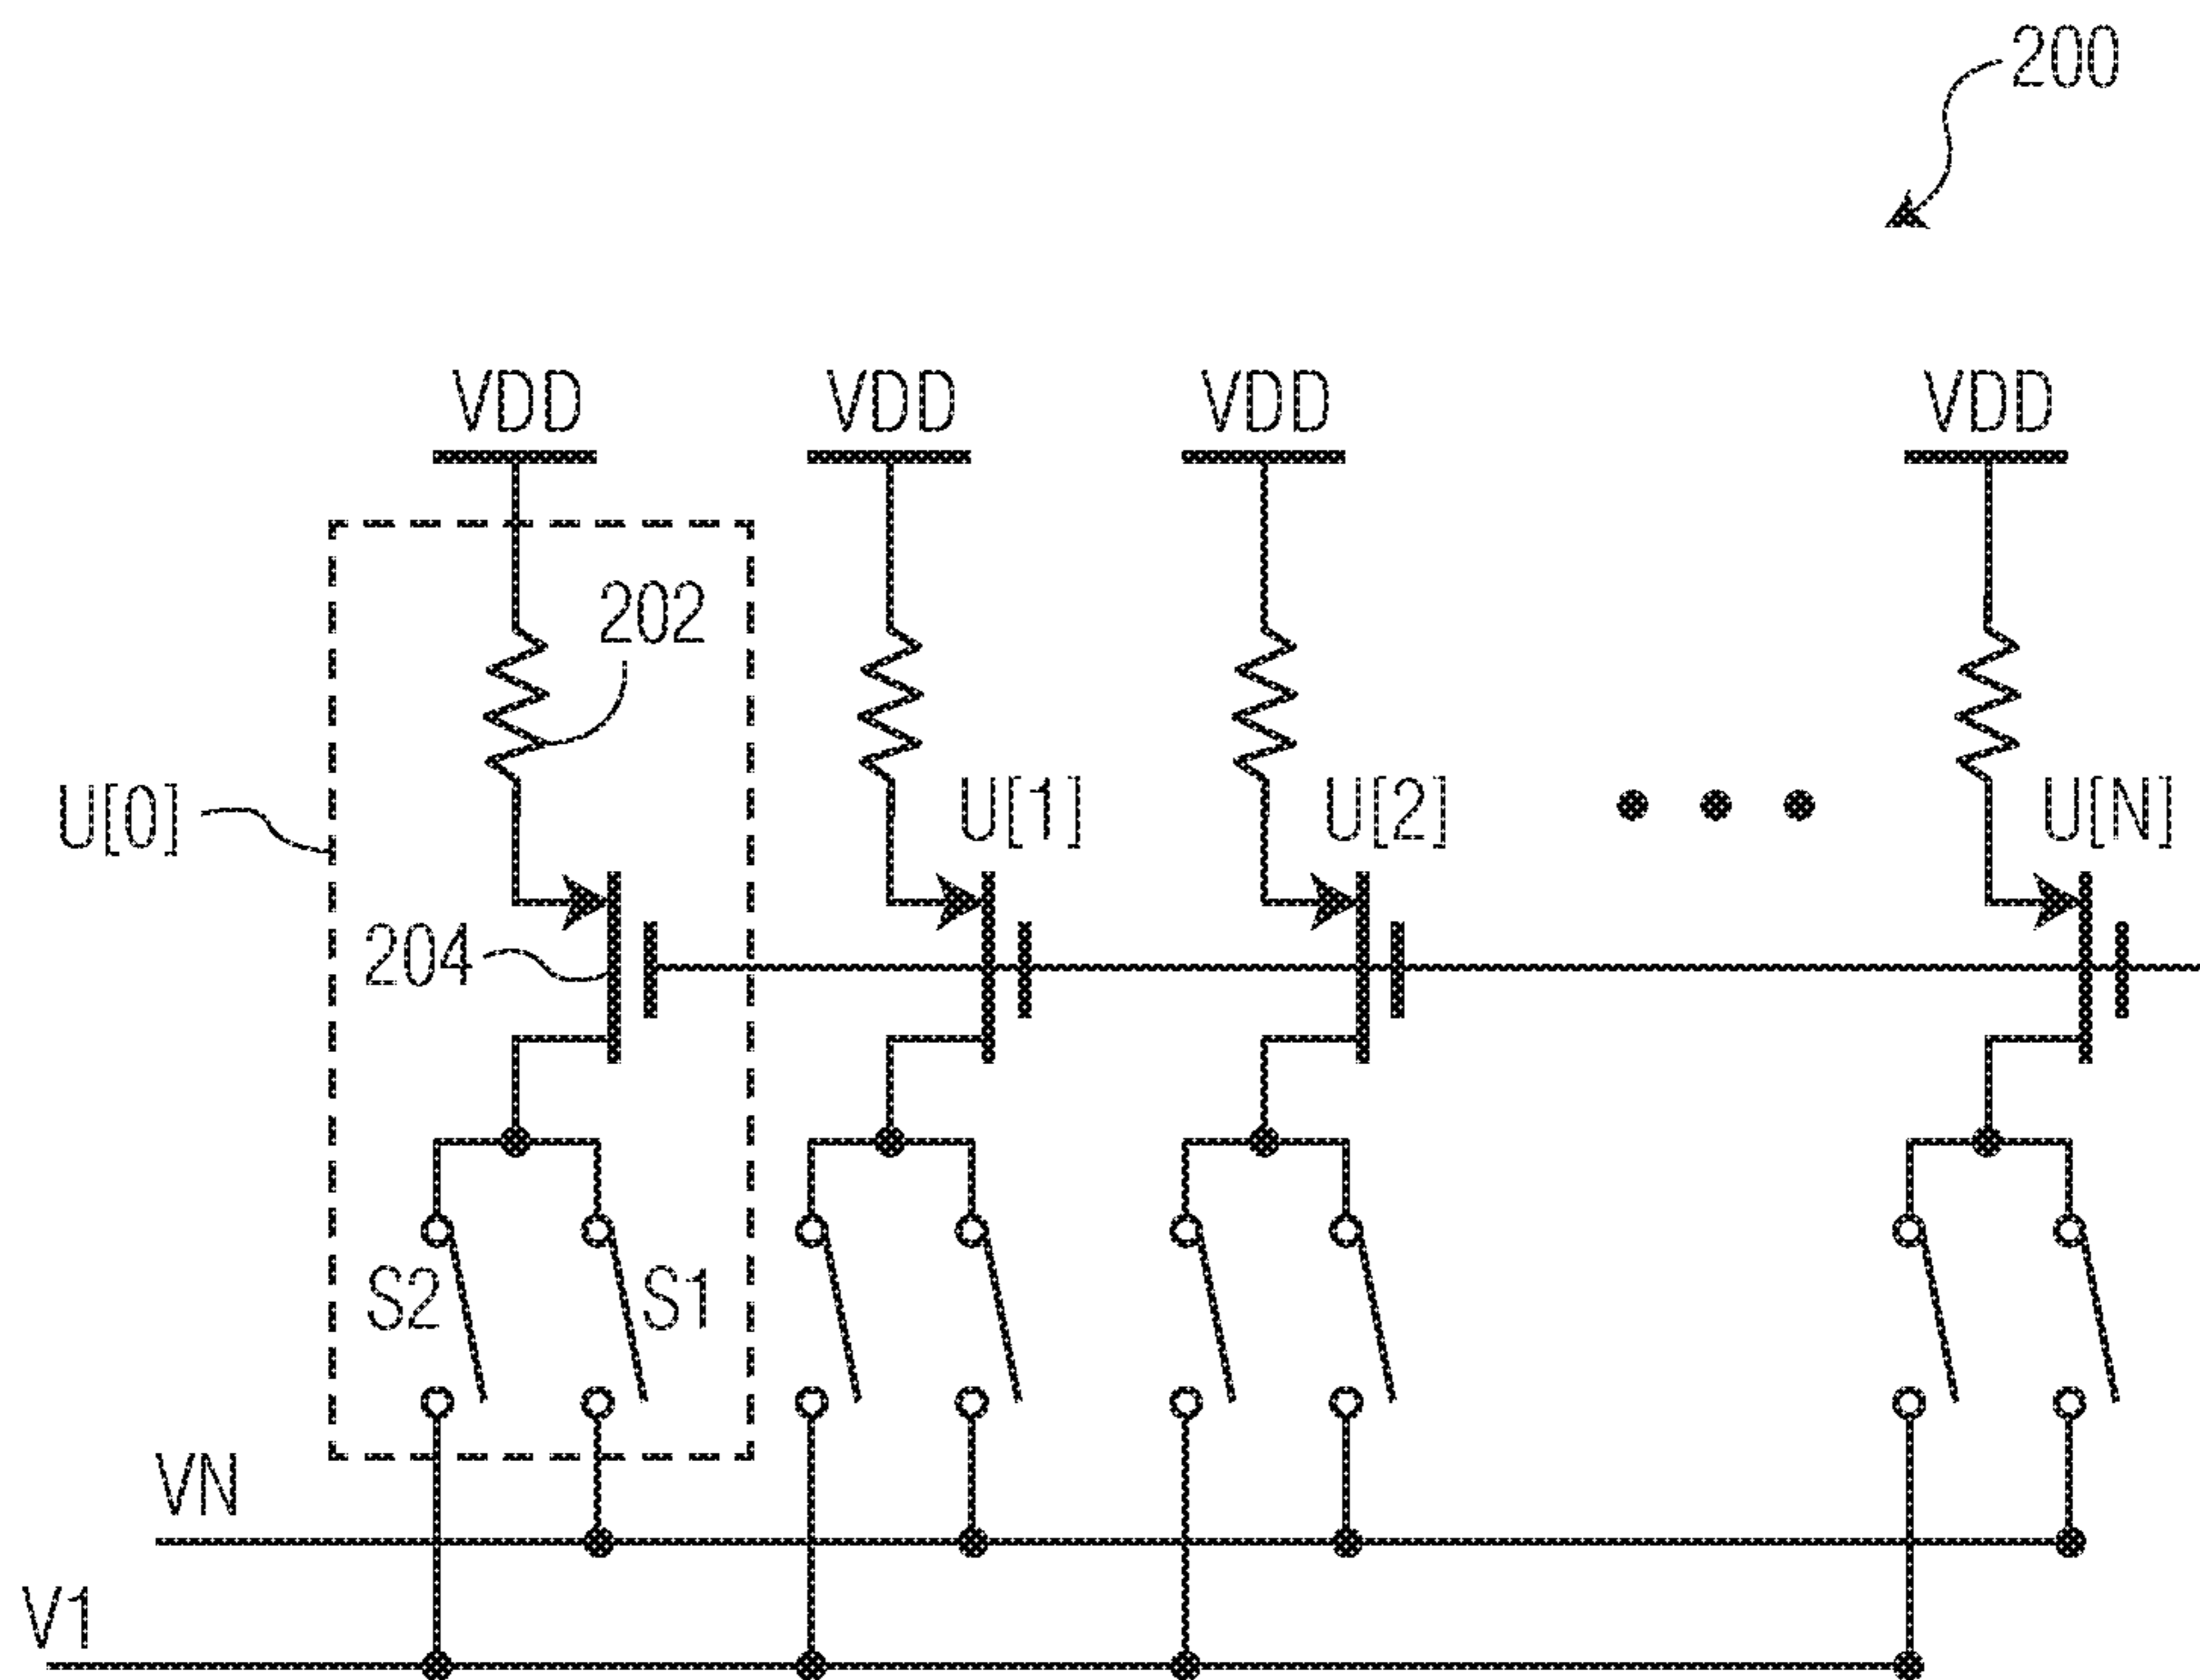 200
VDD VDD VDD VDD
202
U[0] U[1] U[2] U[N]
204
S2 S1
VN
V1